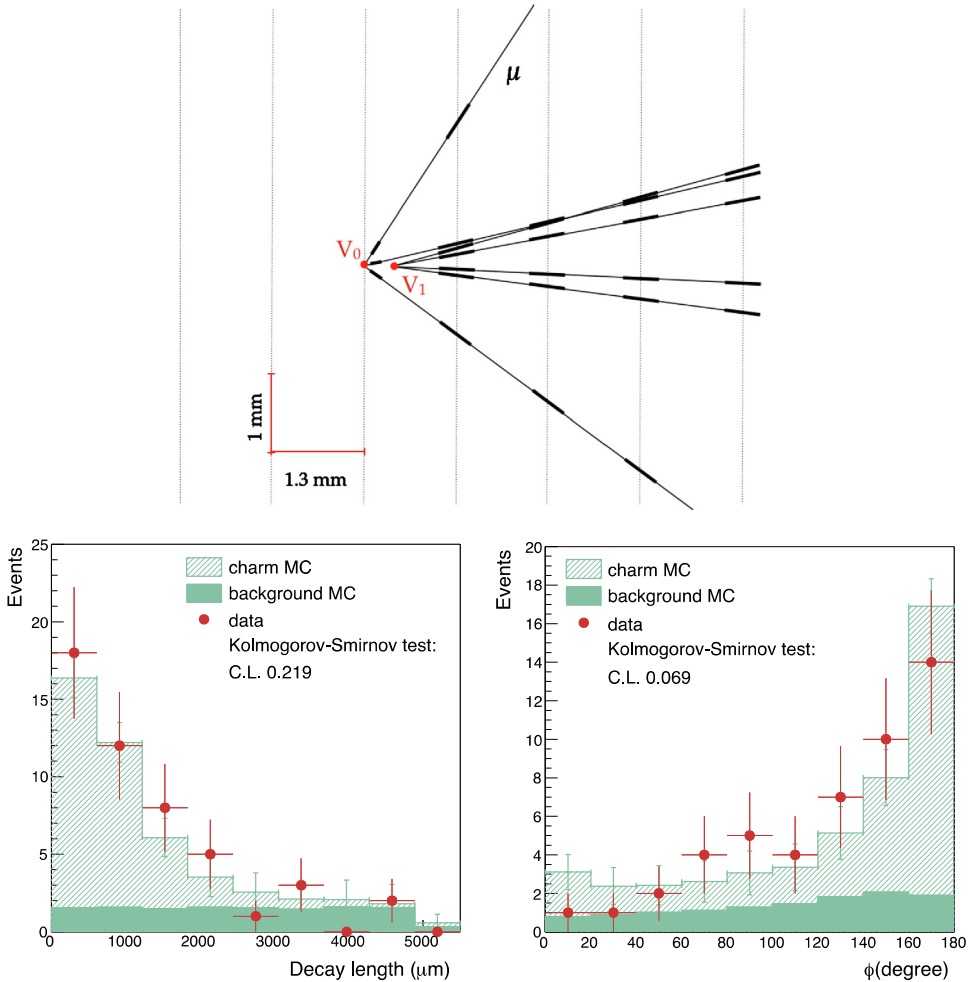 μ
V₀
V₁
1 mm
1.3 mm
Events
25
20
15
10
5
0
charm MC
background MC
data
Kolmogorov-Smirnov test:
C.L. 0.219
0 1000 2000 3000 4000 5000
Decay length (μm)
Events
20
18
16
14
12
10
8
6
4
2
0
charm MC
background MC
data
Kolmogorov-Smirnov test:
C.L. 0.069
0 20 40 60 80 100 120 140 160 180
ϕ(degree)